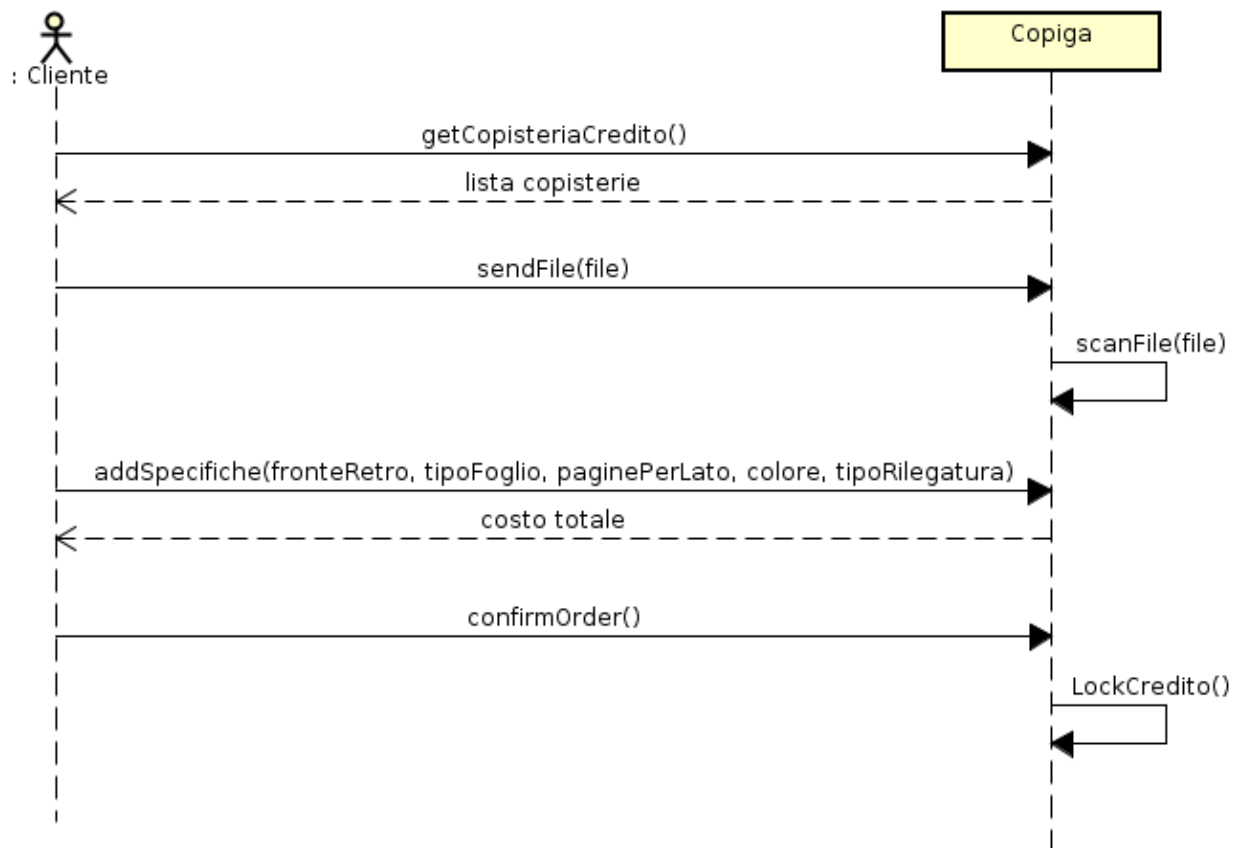 : Cliente
Copiga
getCopisteriaCredito()
lista copisterie
sendFile(file)
scanFile(file)
addSpecifiche(fronteRetro, tipoFoglio, paginePerLato, colore, tipoRilegatura)
costo totale
confirmOrder()
LockCredito()